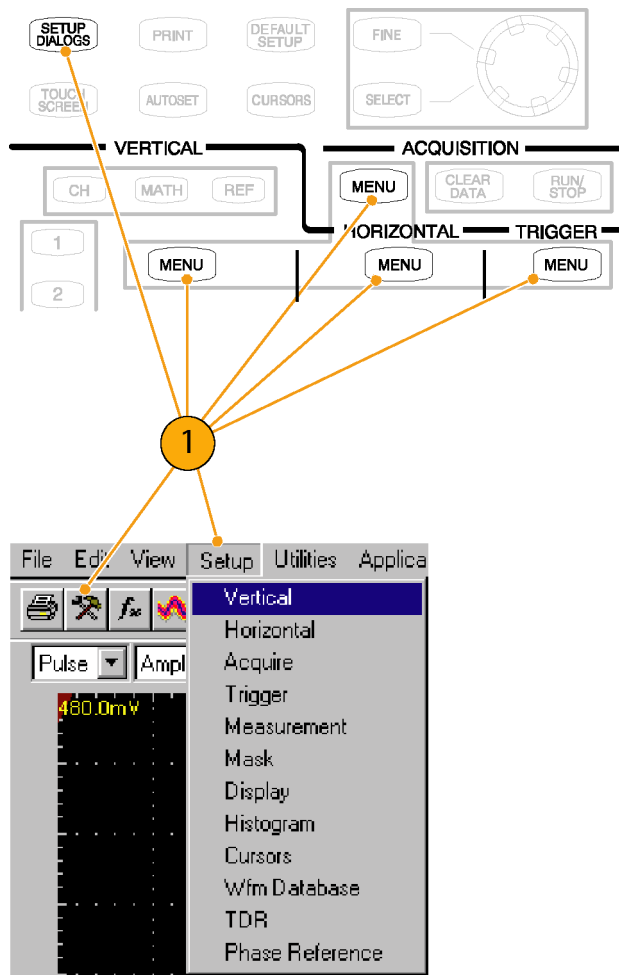 SETUP DIALOGS
PRINT
DEFAULT SETUP
FINE
TOUCH SCREEN
AUTOSET
CURSORS
SELECT
VERTICAL
ACQUISITION
CH
MATH
REF
MENU
CLEAR DATA
RUN/ STOP
HORIZONTAL
TRIGGER
1
2
MENU
MENU
MENU
1
File Edit View Setup Utilities Applica
Vertical
Horizontal
Acquire
Trigger
Measurement
Mask
Display
Histogram
Cursors
Wfm Database
TDR
Phase Reference
Pulse Ampl
480.0mV